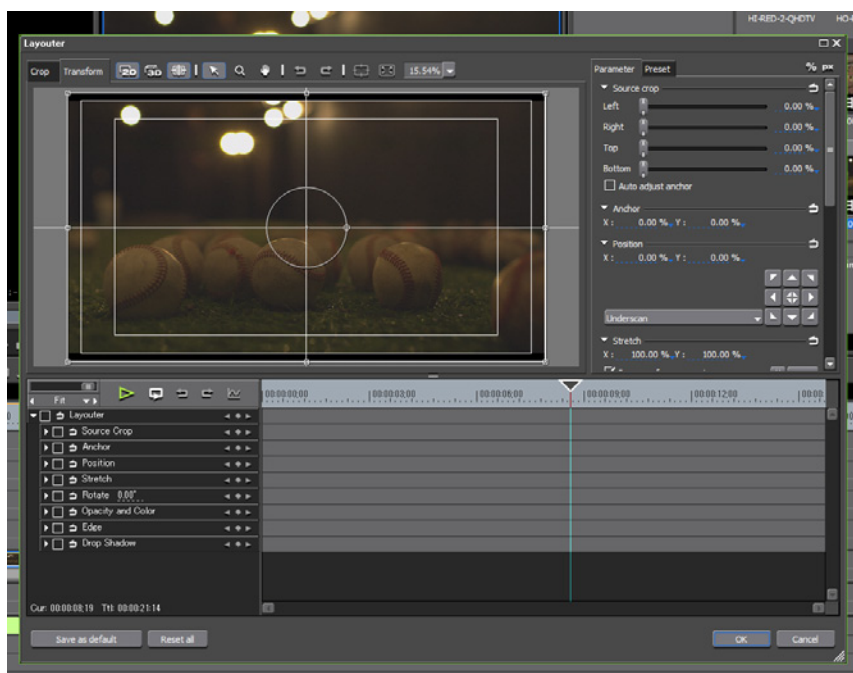 HI-RED-2-QHDTV
Layouter
Crop Transform 2D 3D 15.54%
Parameter Preset % px
Source crop
Left 0.00 %
Right 0.00 %
Top 0.00 %
Bottom 0.00 %
Auto adjust anchor
Anchor
X : 0.00 % Y : 0.00 %
Position
X : 0.00 % Y : 0.00 %
Underscan
Stretch
X : 100.00 % Y : 100.00 %
Fit
00:00:00;00 00:00:03;00 00:00:06;00 00:00:09;00 00:00:12;00 00:00:
Layouter
Source Crop
Anchor
Position
Stretch
Rotate 0.00°
Opacity and Color
Edge
Drop Shadow
Cur: 00:00:08;19 Ttl: 00:00:21:14
Save as default Reset all OK Cancel